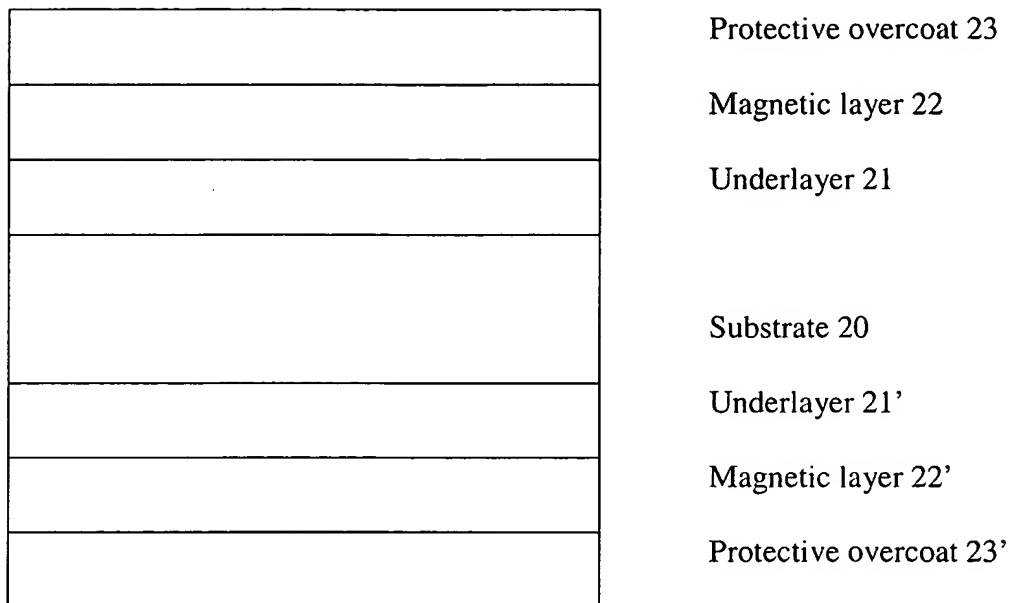 Protective overcoat 23
Magnetic layer 22
Underlayer 21
Substrate 20
Underlayer 21’
Magnetic layer 22’
Protective overcoat 23’